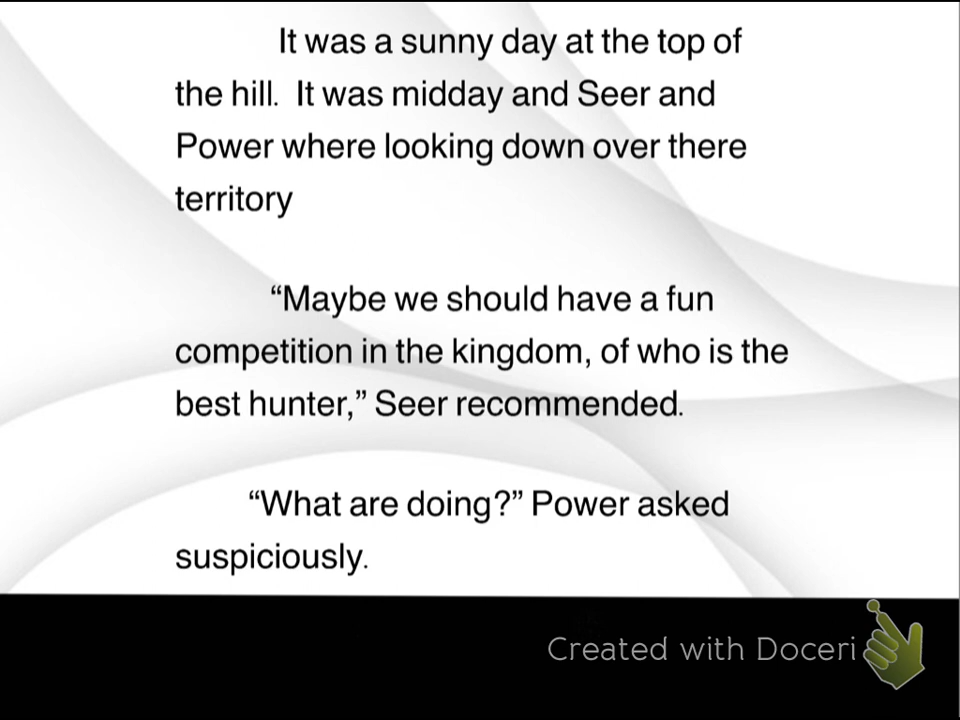 It was a sunny day at the top of
the hill.  It was midday and Seer and
Power where looking down over there
territory
“Maybe we should have a fun
competition in the kingdom, of who is the
best hunter,” Seer recommended.
“What are doing?” Power asked
suspiciously.
Created with Doceri